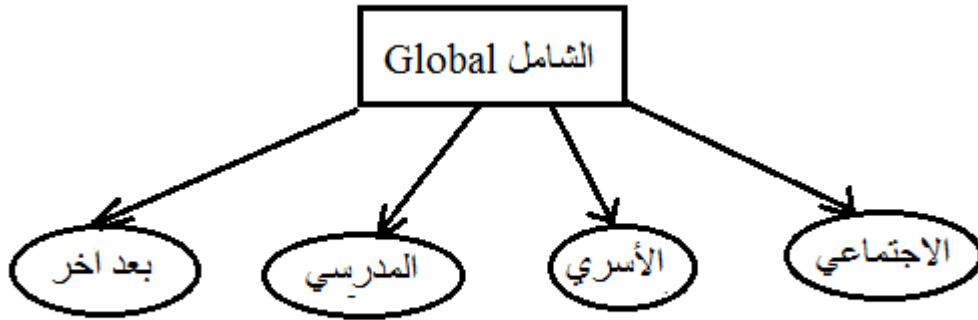 الشامل Global
الاجتماعي
الأسري
المدرسي
بعد اخر